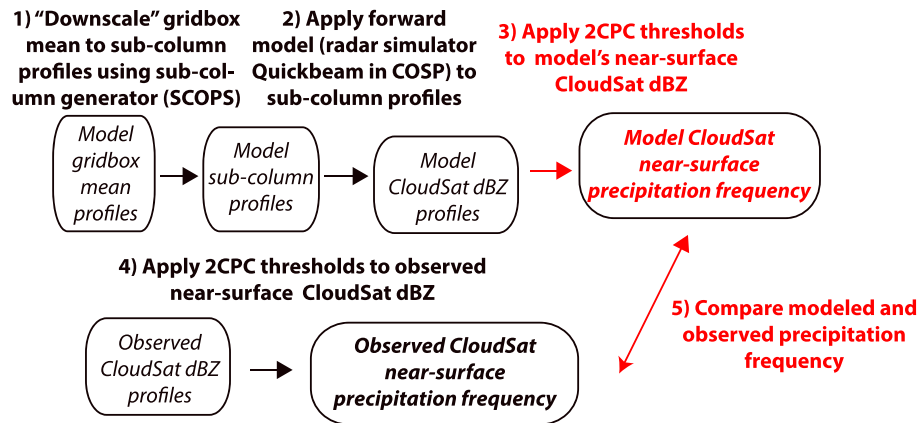 1) “Downscale” gridbox
mean to sub-column
profiles using sub-col-
umn generator (SCOPS)
2) Apply forward
model (radar simulator
Quickbeam in COSP) to
sub-column profiles
3) Apply 2CPC thresholds
to model’s near-surface
CloudSat dBZ
Model
gridbox
mean
profiles
Model
sub-column
profiles
Model
CloudSat dBZ
profiles
Model CloudSat
near-surface
precipitation frequency
4) Apply 2CPC thresholds to observed
near-surface CloudSat dBZ
Observed
CloudSat dBZ
profiles
Observed CloudSat
near-surface
precipitation frequency
5) Compare modeled and
observed precipitation
frequency